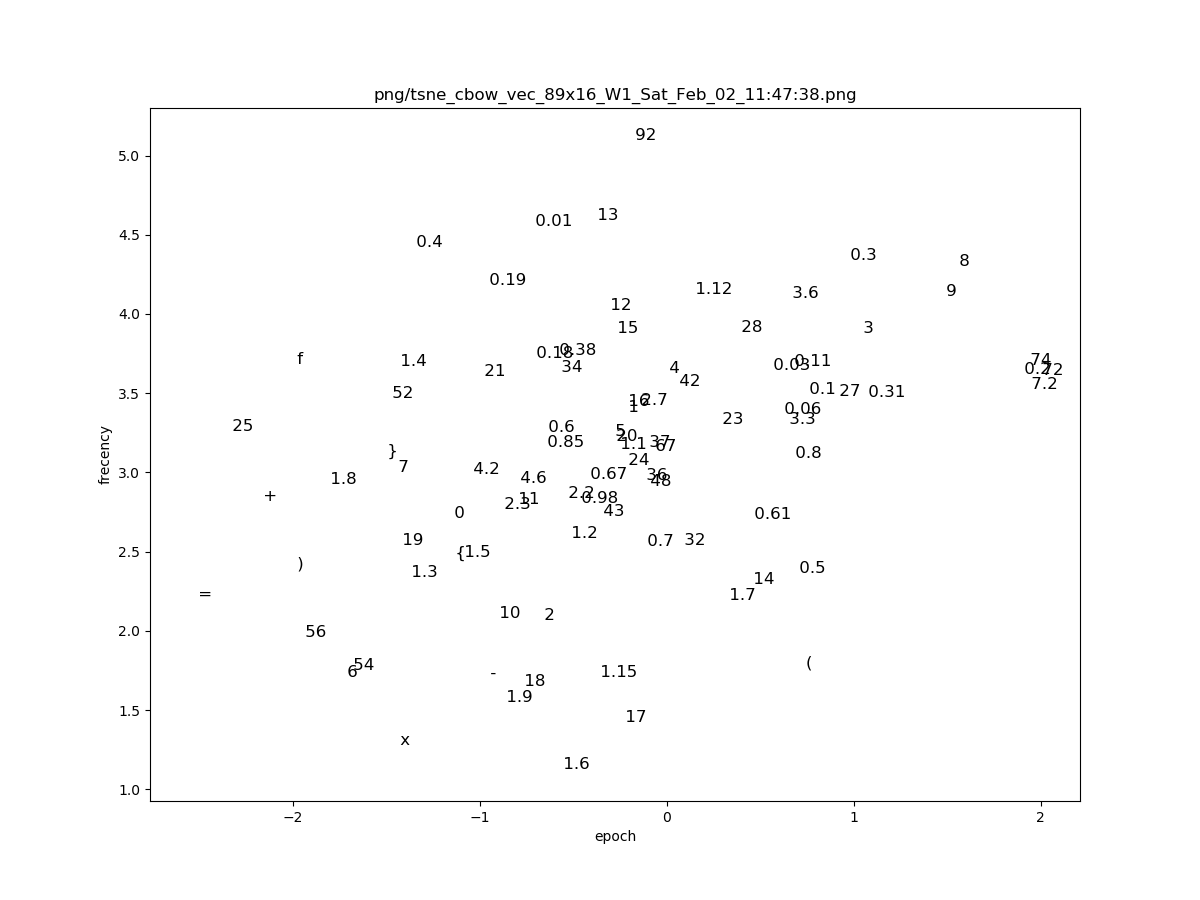 png/tsne_cbow_vec_89x16_W1_Sat_Feb_02_11:47:38.png
92
5.0
0.01 13
4.5 0.4
0.3 8
0.19
1.12 3.6 9
4.0 12
15 28 3
f 1.4 0.18 0.38 34 21 4 0.03 0.11 74 0.2 72
3.5 52 42 0.1 27 0.31 7.2
16 2.7 1 0.06
25 0.6 5 20 23 3.3
} 0.85 1.1 37 67 0.8
3.0 7 4.2 24
1.8 4.6 0.67 36 48
+ 2.3 11 2.2 0.98
0 43 0.61
19 1.2 0.7 32
2.5 ) 1.3 { 1.5 0.5
= 14 1.7
10 2
2.0 56
6 54 - 18 1.15 (
1.9
1.5 17
x
1.6
1.0
−2 −1 0 1 2
epoch
frecency